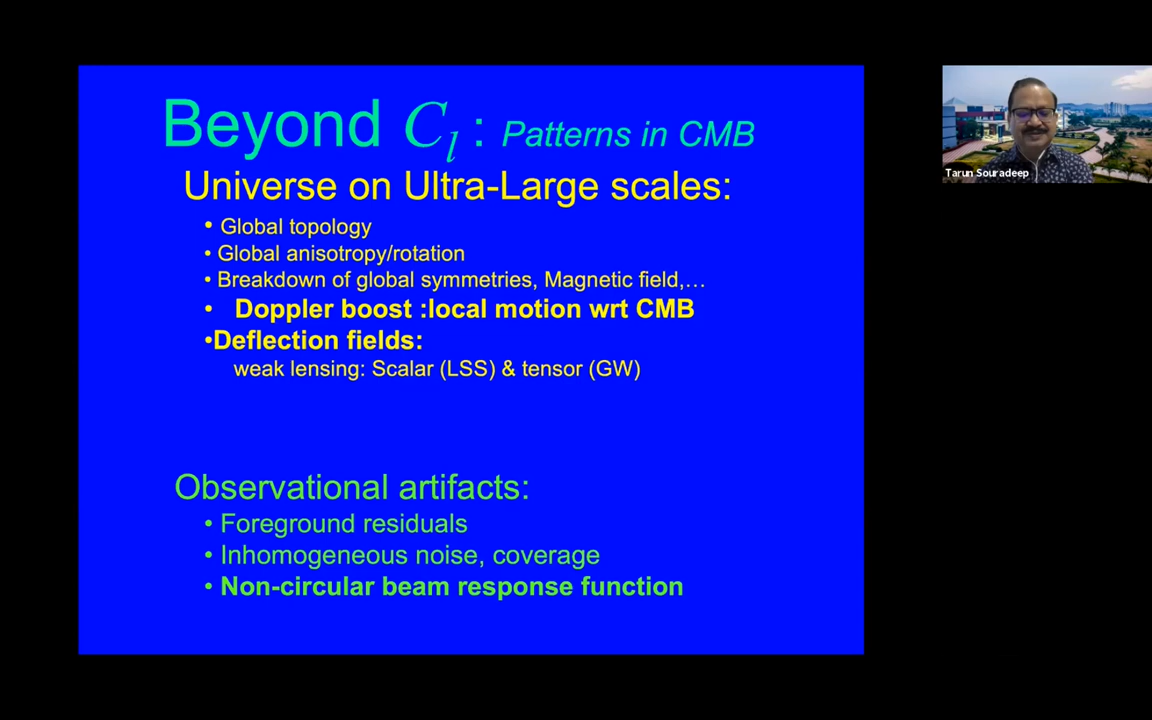 Beyond C_l : Patterns in CMB
Universe on Ultra-Large scales:
• Global topology
• Global anisotropy/rotation
• Breakdown of global symmetries, Magnetic field,…
• Doppler boost :local motion wrt CMB
•Deflection fields:
weak lensing: Scalar (LSS) & tensor (GW)
Observational artifacts:
• Foreground residuals
• Inhomogeneous noise, coverage
• Non-circular beam response function
Tarun Souradeep